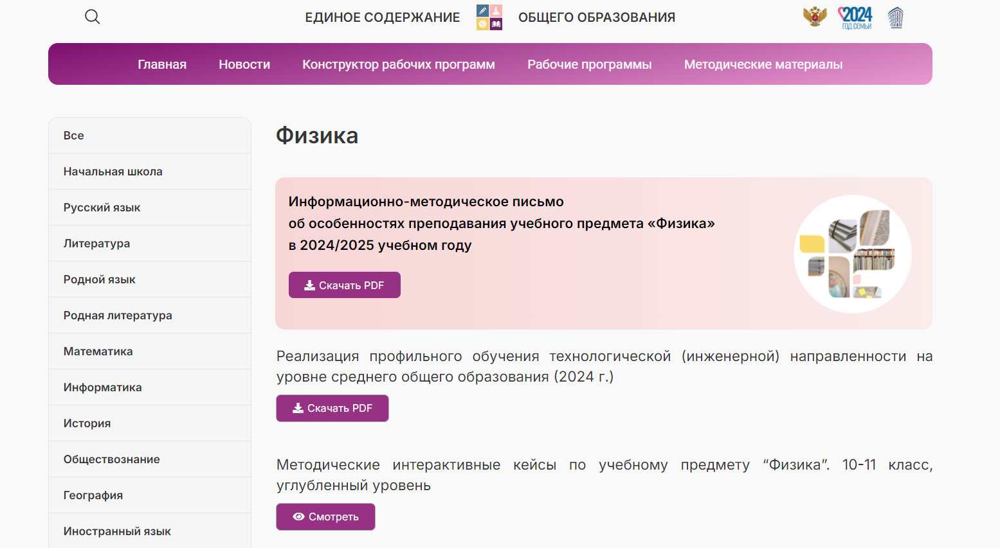 ЕДИНОЕ СОДЕРЖАНИЕ ОБЩЕГО ОБРАЗОВАНИЯ
2024
ГОД СЕМЬИ
Главная Новости Конструктор рабочих программ Рабочие программы Методические материалы
Все
Начальная школа
Русский язык
Литература
Родной язык
Родная литература
Математика
Информатика
История
Обществознание
География
Иностранный язык
Физика
Информационно-методическое письмо
об особенностях преподавания учебного предмета «Физика»
в 2024/2025 учебном году
Скачать PDF
Реализация профильного обучения технологической (инженерной) направленности на
уровне среднего общего образования (2024 г.)
Скачать PDF
Методические интерактивные кейсы по учебному предмету “Физика”. 10-11 класс,
углубленный уровень
Смотреть